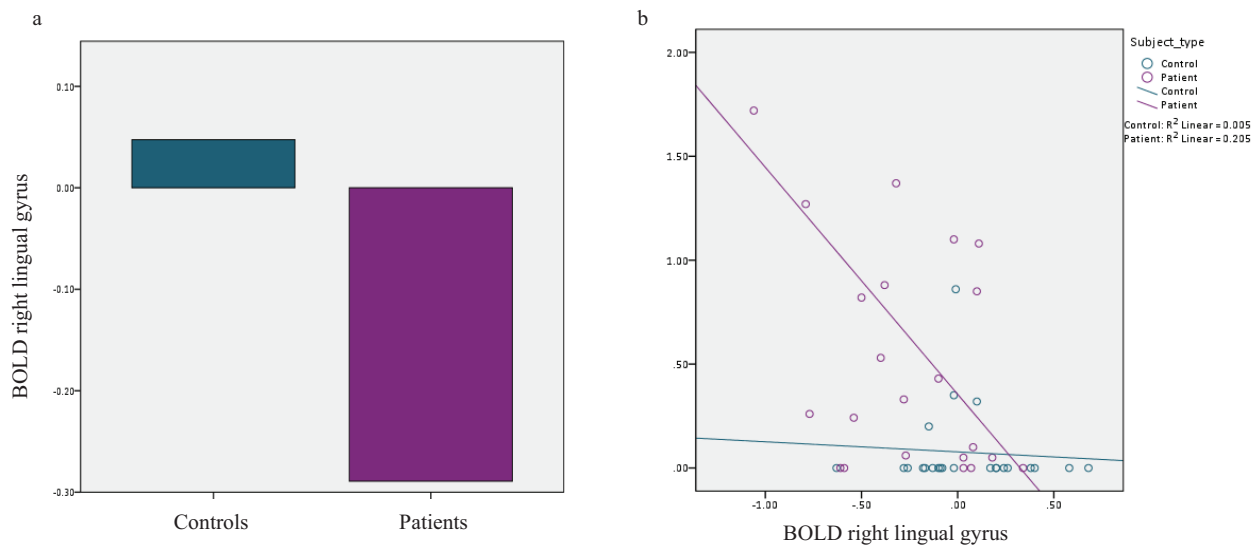 a
0.10
0.00
-0.10
-0.20
-0.30
BOLD right lingual gyrus
Controls
Patients
b
2.00
1.50
1.00
.50
.00
-1.00
-.50
.00
.50
BOLD right lingual gyrus
Subject_type
Control
Patient
Control
Patient
Control: R2 Linear = 0.005
Patient: R2 Linear = 0.205